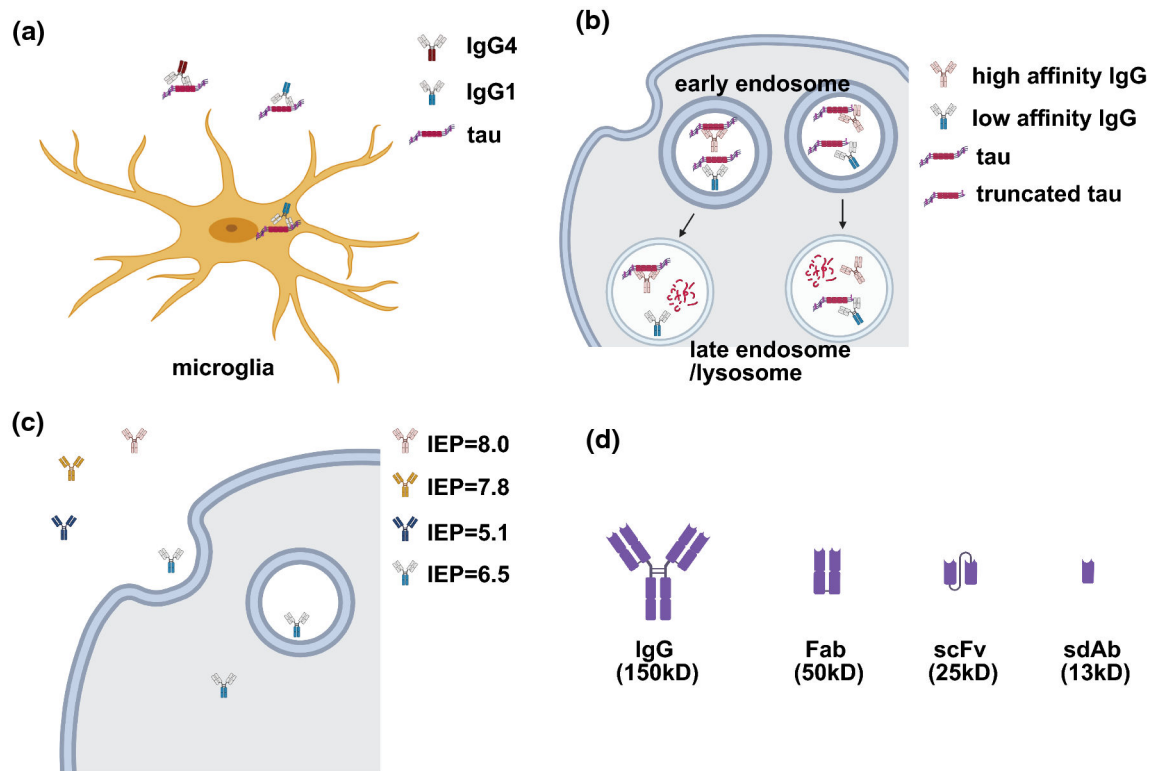 (a)
IgG4
IgG1
tau
microglia
(b)
early endosome
high affinity IgG
low affinity IgG
tau
truncated tau
late endosome
/lysosome
(c)
IEP=8.0
IEP=7.8
IEP=5.1
IEP=6.5
(d)
IgG
(150kD)
Fab
(50kD)
scFv
(25kD)
sdAb
(13kD)